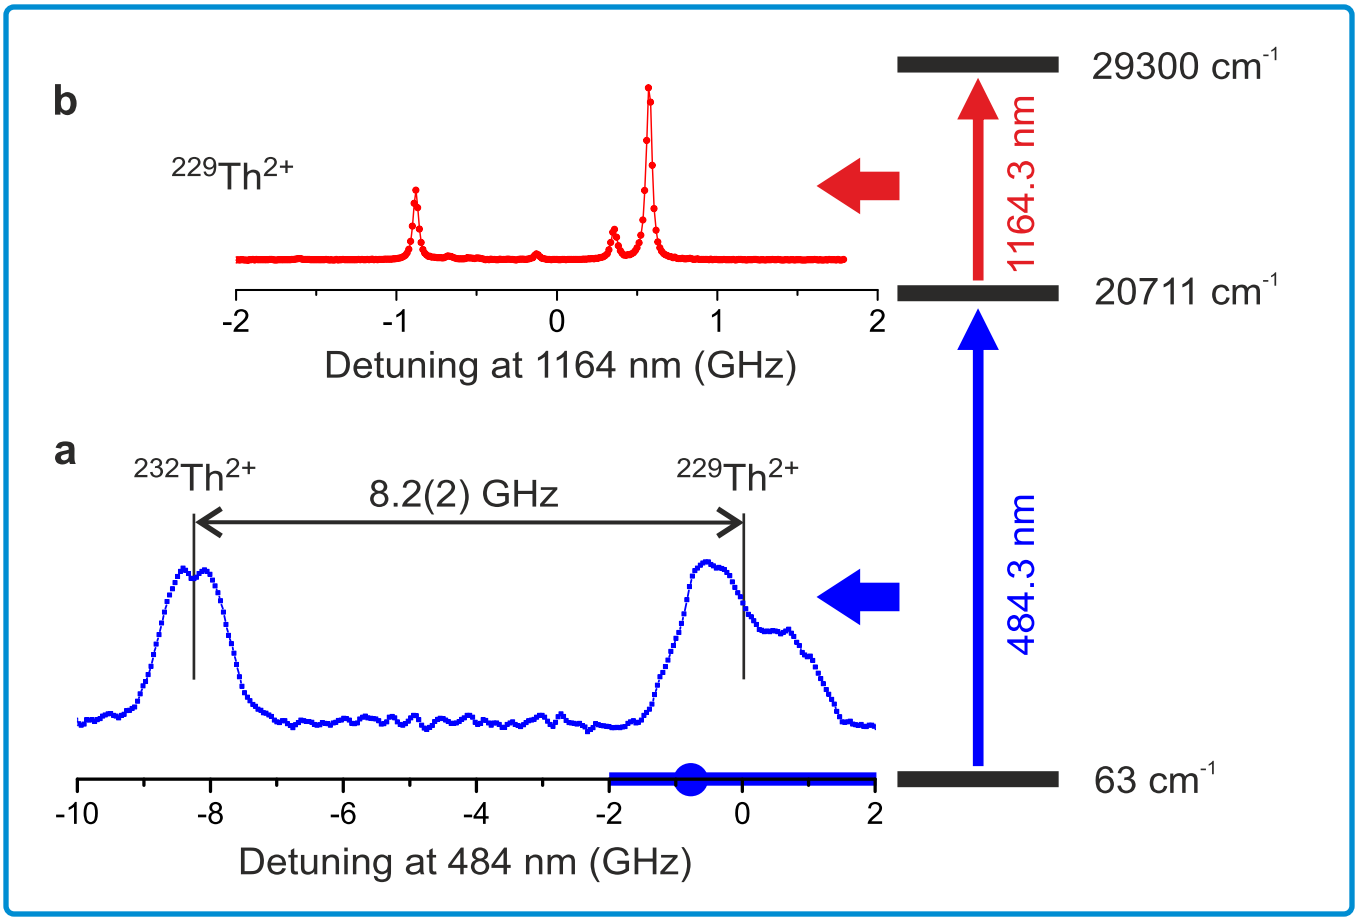 b
²²⁹Th²⁺
-2 -1 0 1 2
Detuning at 1164 nm (GHz)
29300 cm⁻¹
1164.3 nm
20711 cm⁻¹
a
²³²Th²⁺
8.2(2) GHz
²²⁹Th²⁺
484.3 nm
63 cm⁻¹
-10 -8 -6 -4 -2 0 2
Detuning at 484 nm (GHz)